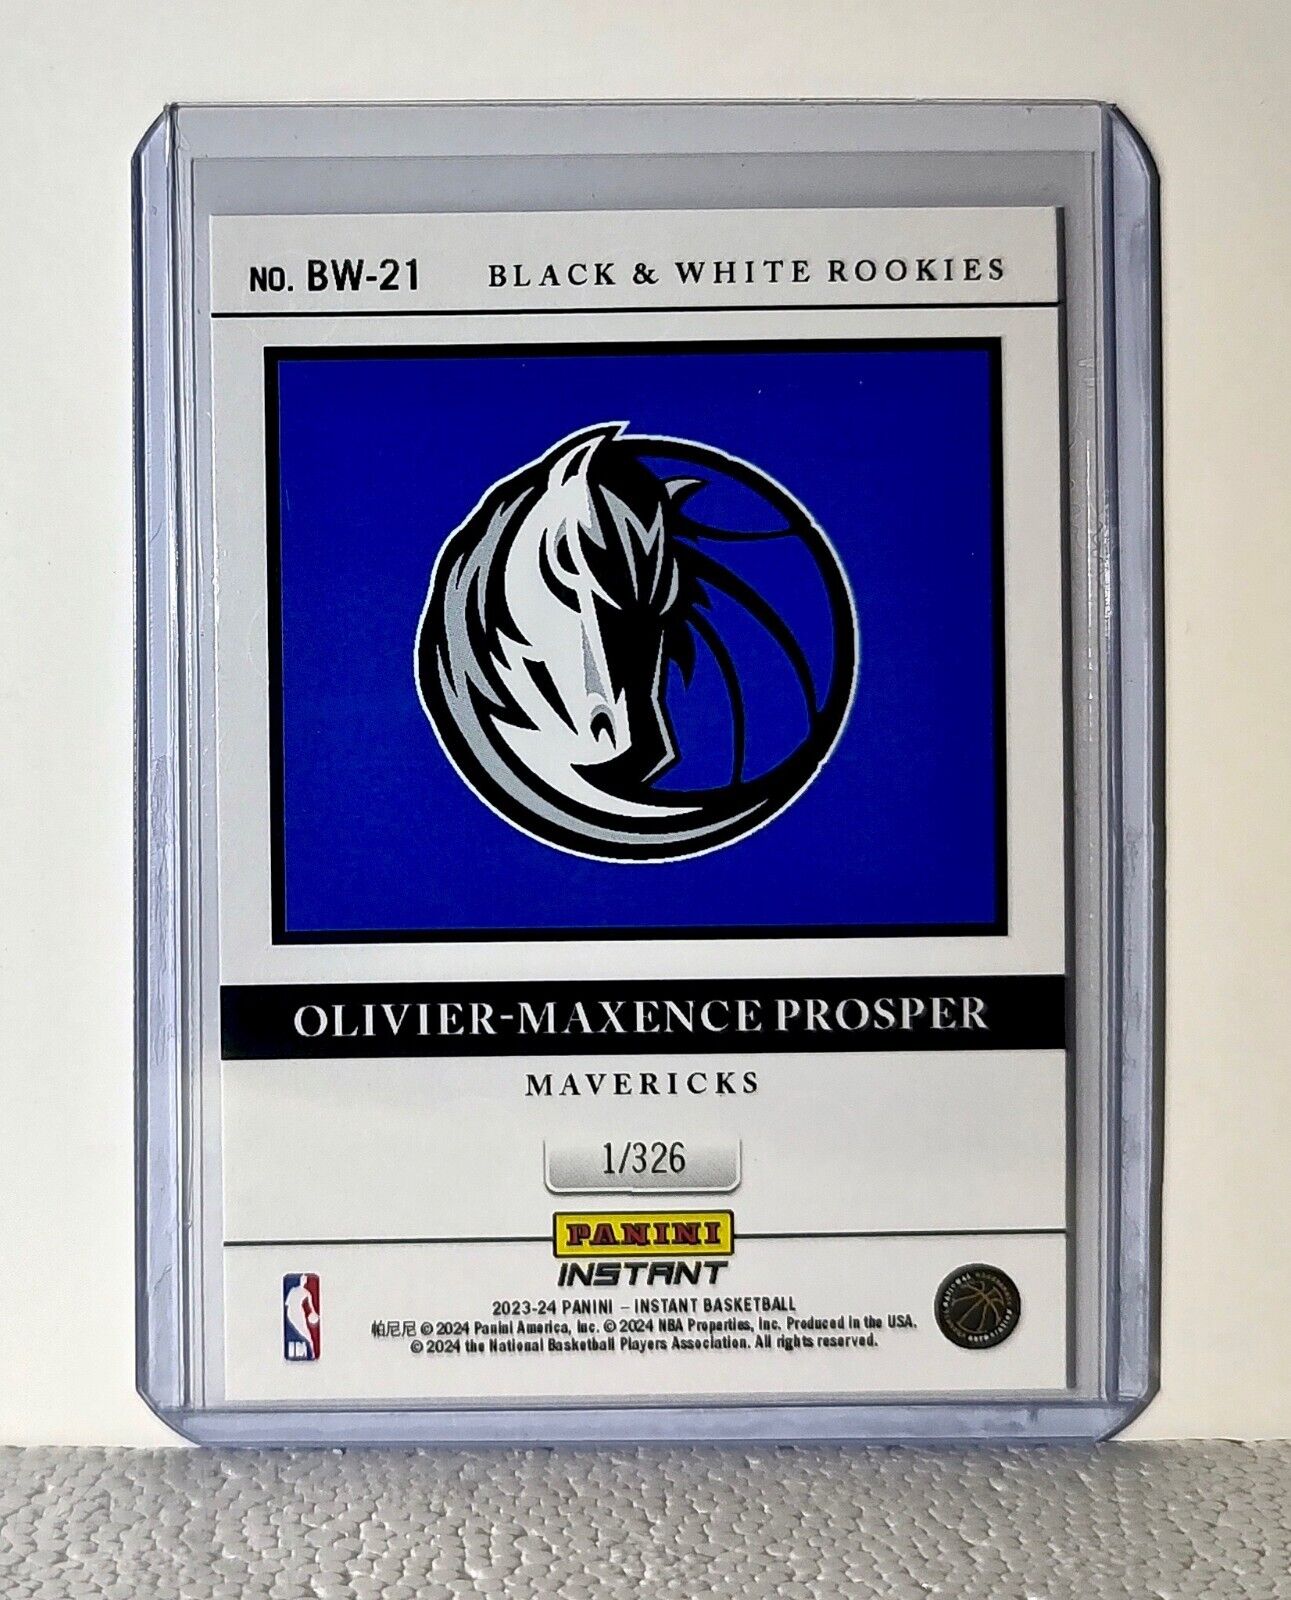 NO. BW-21 BLACK & WHITE ROOKIES
OLIVIER-MAXENCE PROSPER
MAVERICKS
1/326
PANINI
INSTANT
2023-24 PANINI – INSTANT BASKETBALL
帕尼尼 © 2024 Panini America, Inc. © 2024 NBA Properties, Inc. Produced in the USA.
© 2024 the National Basketball Players Association. All rights reserved.